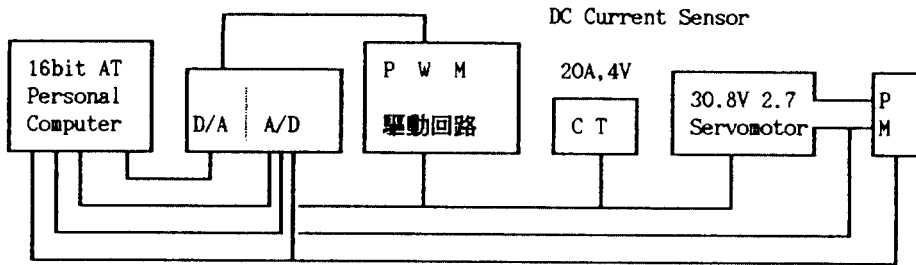 DC Current Sensor
16bit AT
Personal
Computer
D/A
A/D
P W M
驅動回路
20A,4V
C T
30.8V 2.7
Servomotor
P
M